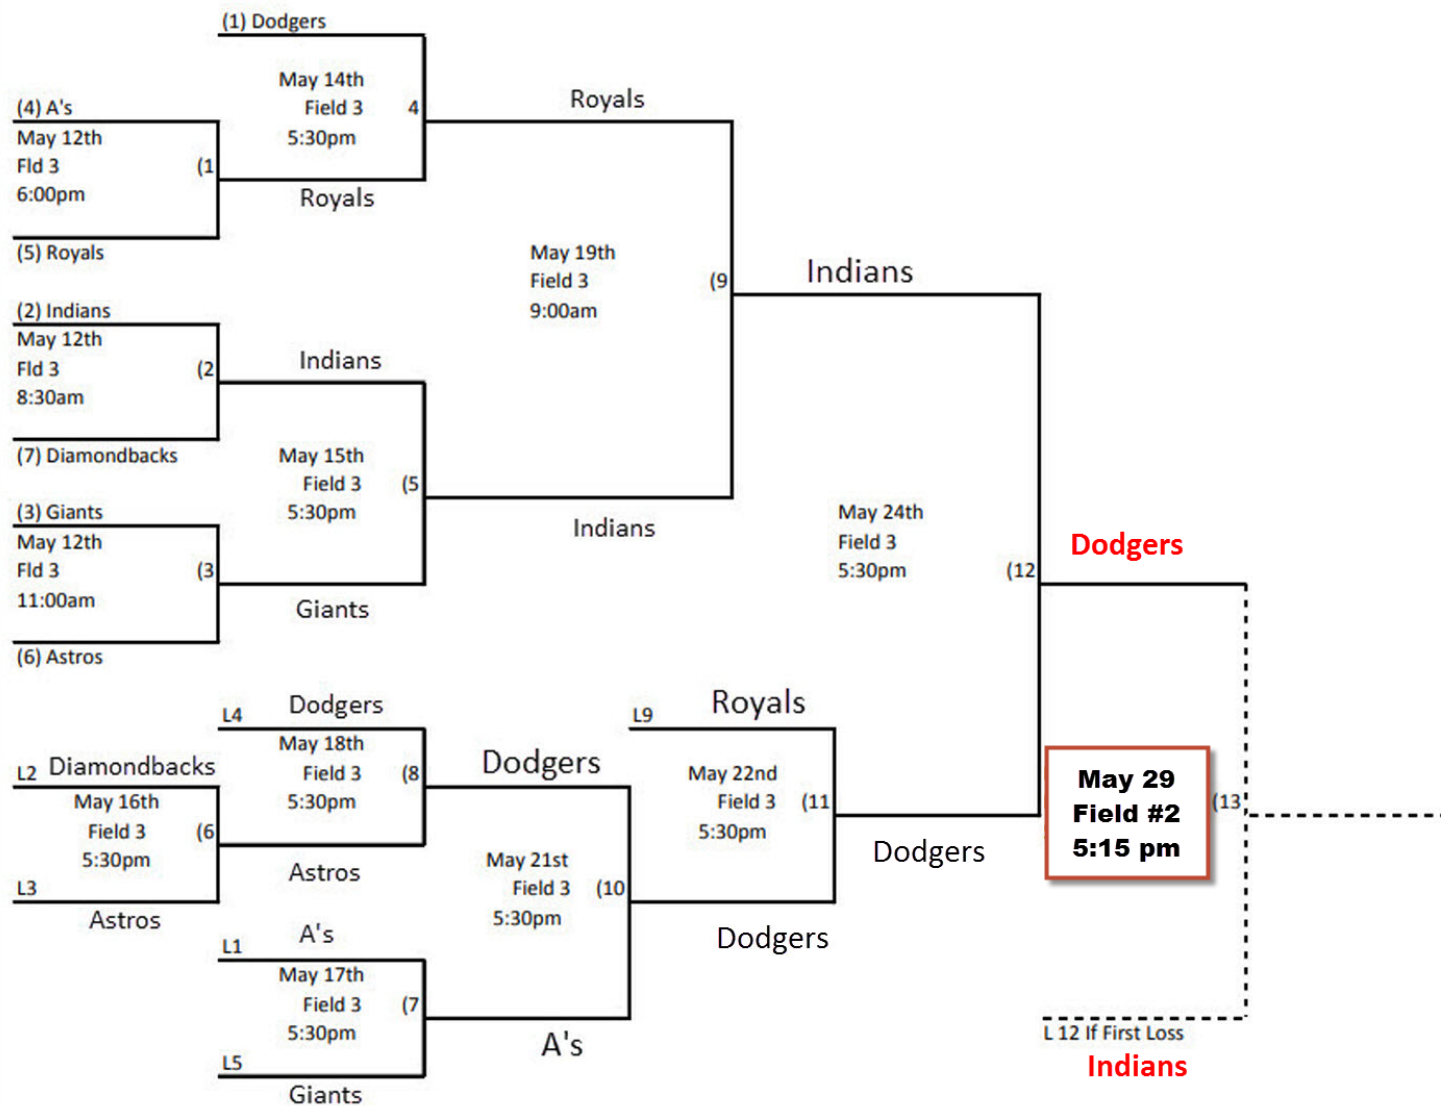 (1) Dodgers
May 14th
Field 3
4
5:30pm
Royals
(4) A's
May 12th
Fld 3
(1
6:00pm
Royals
(5) Royals
May 19th
Field 3
(9
9:00am
Indians
(2) Indians
May 12th
Fld 3
(2
8:30am
Indians
(7) Diamondbacks
May 15th
Field 3
(5
5:30pm
Indians
(3) Giants
May 12th
Fld 3
(3
11:00am
Giants
(6) Astros
May 24th
Field 3
5:30pm
(12
Dodgers
L4
Dodgers
May 18th
Field 3
(8
5:30pm
L2
Diamondbacks
May 16th
Field 3
(6
5:30pm
L3
Astros
Astros
Dodgers
L9
Royals
May 22nd
Field 3
(11
5:30pm
Dodgers
May 21st
Field 3
(10
5:30pm
Dodgers
L1
A's
May 17th
Field 3
(7
5:30pm
L5
Giants
A's
May 29
Field #2
5:15 pm
(13
L 12 If First Loss
Indians